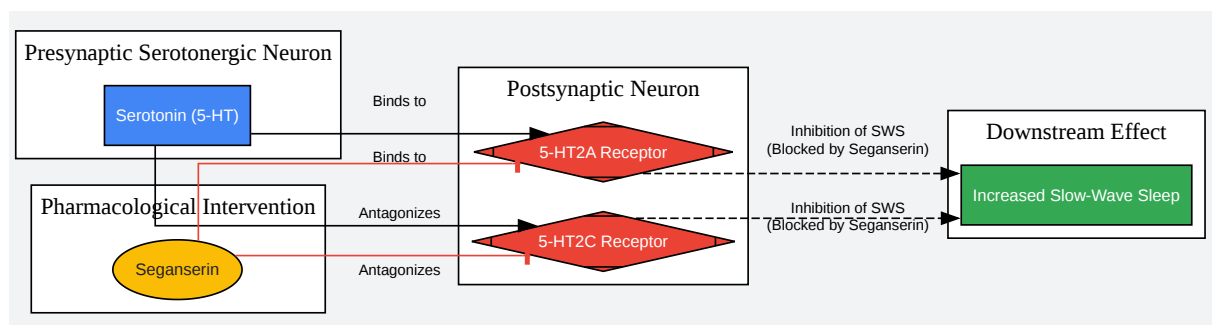 Presynaptic Serotonergic Neuron
Serotonin (5-HT)
Pharmacological Intervention
Seganserin
Binds to
Binds to
Antagonizes
Antagonizes
Postsynaptic Neuron
5-HT2A Receptor
5-HT2C Receptor
Inhibition of SWS
(Blocked by Seganserin)
Inhibition of SWS
(Blocked by Seganserin)
Downstream Effect
Increased Slow-Wave Sleep